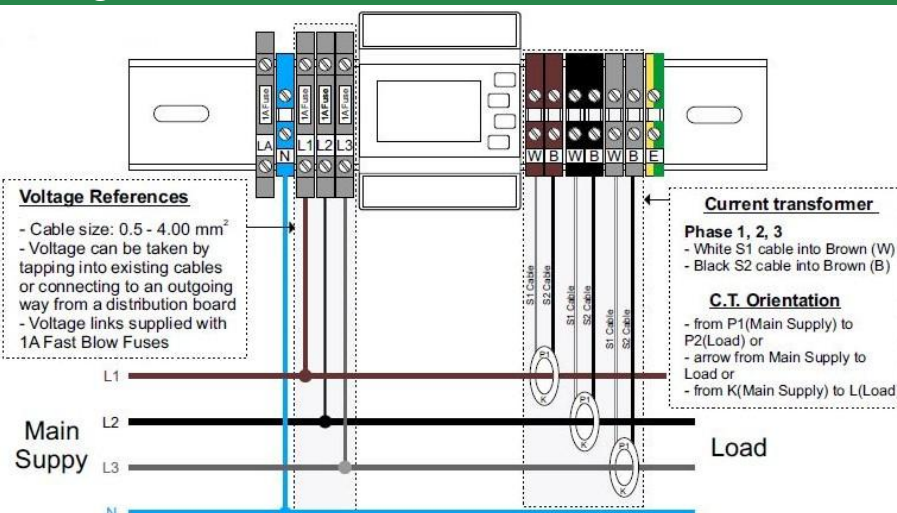 1A Fuse
1A Fuse
1A Fuse
1A Fuse
LA
N
L1
L2
L3
W
B
W
B
W
B
E
Voltage References
- Cable size: 0.5 - 4.00 mm²
- Voltage can be taken by
tapping into existing cables
or connecting to an outgoing
way from a distribution board
- Voltage links supplied with
1A Fast Blow Fuses
Current transformer
Phase 1, 2, 3
- White S1 cable into Brown (W)
- Black S2 cable into Brown (B)
C.T. Orientation
- from P1(Main Supply) to
P2(Load) or
- arrow from Main Supply to
Load or
- from K(Main Supply) to L(Load
S1 Cable
S2 Cable
S1 Cable
S2 Cable
S1 Cable
S2 Cable
P1
K
P1
K
P1
K
L1
L2
L3
N
Main
Suppy
Load